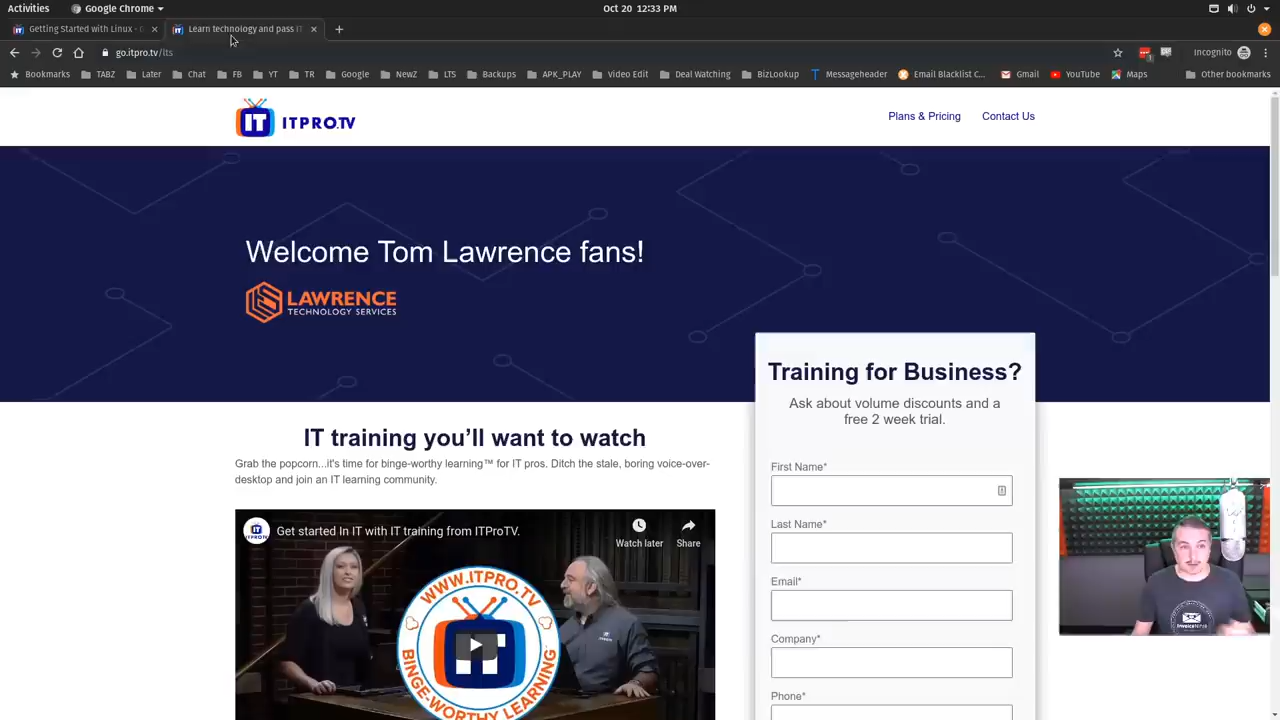 Activities
Google Chrome
Oct 20 12:33 PM
Getting Started with Linux -
Learn technology and pass IT
go.itpro.tv/lts
Incognito
Bookmarks
TABZ
Later
Chat
FB
YT
TR
Google
NewZ
LTS
Backups
APK_PLAY
Video Edit
Deal Watching
BizLookup
Messageheader
Email Blacklist C...
Gmail
YouTube
Maps
Other bookmarks
IT ITPRO.TV
Plans & Pricing
Contact Us
Welcome Tom Lawrence fans!
LAWRENCE
TECHNOLOGY SERVICES
Training for Business?
Ask about volume discounts and a
free 2 week trial.
IT training you’ll want to watch
Grab the popcorn...it's time for binge-worthy learning™ for IT pros. Ditch the stale, boring voice-over-
desktop and join an IT learning community.
First Name*
Last Name*
Email*
Company*
Phone*
Get started In IT with IT training from ITProTV.
Watch later
Share
WWW.ITPRO.TV
BINGE-WORTHY LEARNING